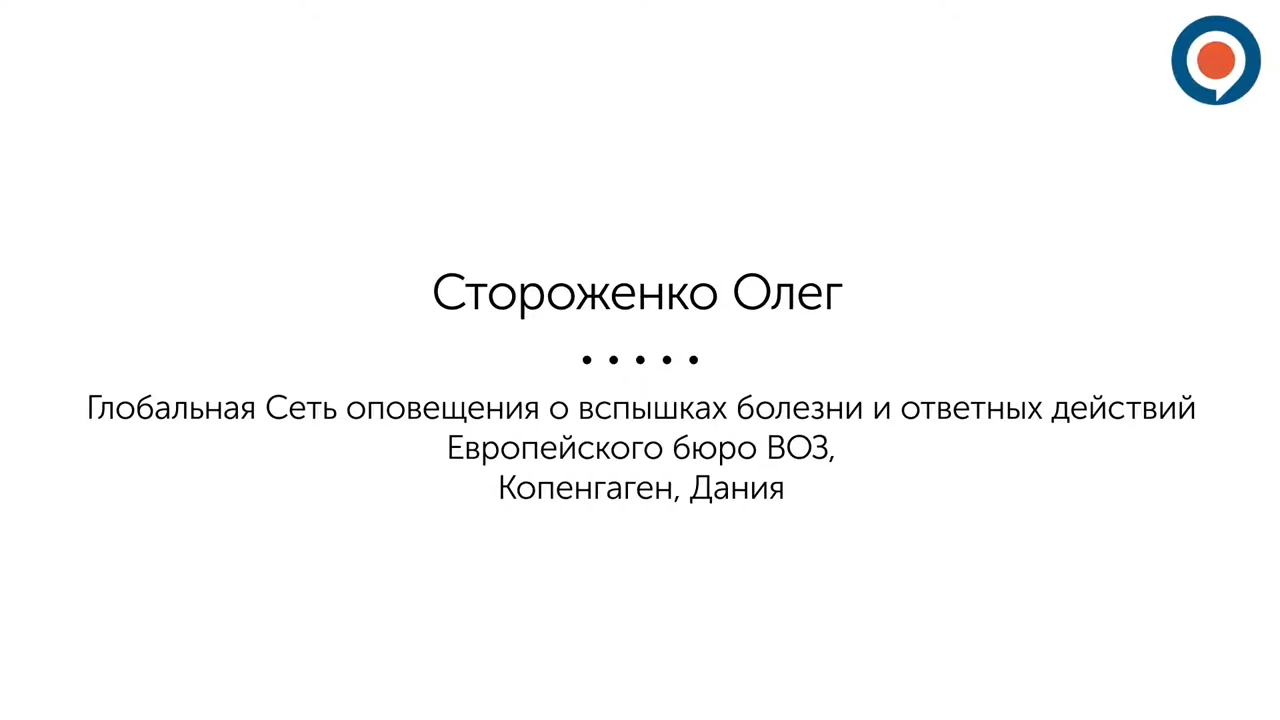 Стороженко Олег
• • • • •
Глобальная Сеть оповещения о вспышках болезни и ответных действий
Европейского бюро ВОЗ,
Копенгаген, Дания